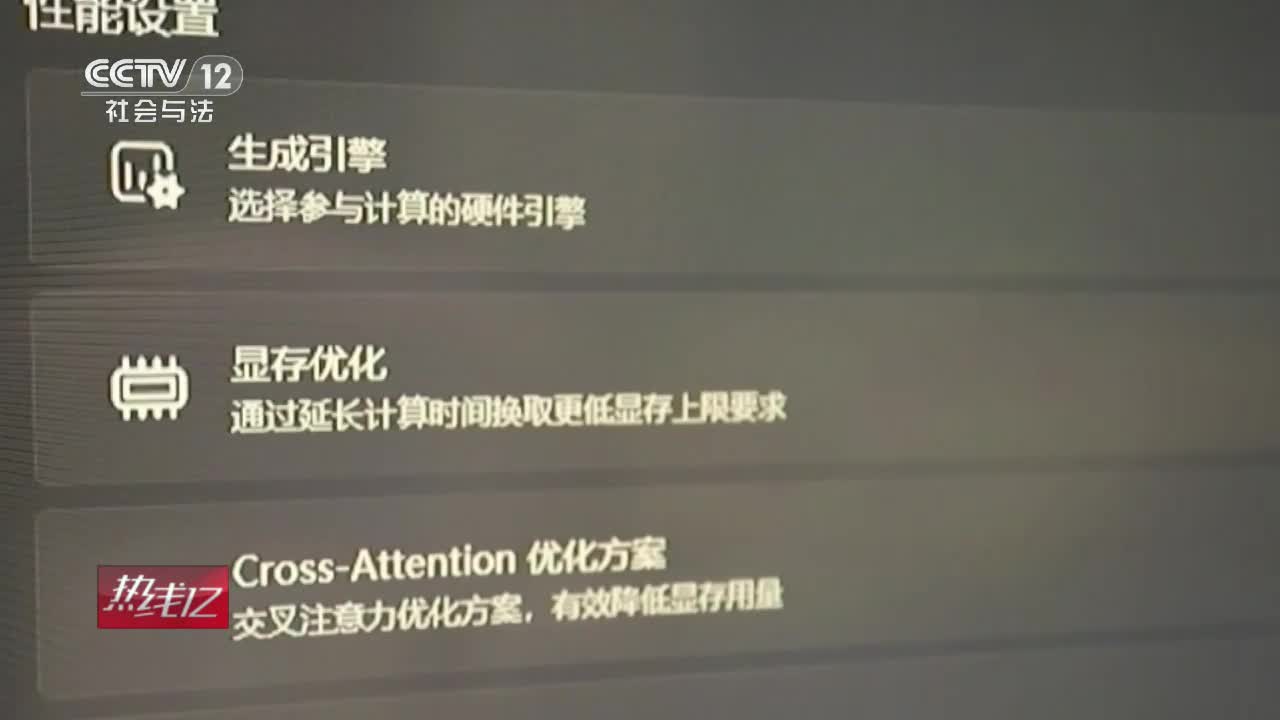 性能设置
CCTV 12
社会与法
生成引擎
选择参与计算的硬件引擎
显存优化
通过延长计算时间换取更低显存上限要求
Cross-Attention 优化方案
交叉注意力优化方案，有效降低显存用量
热线12